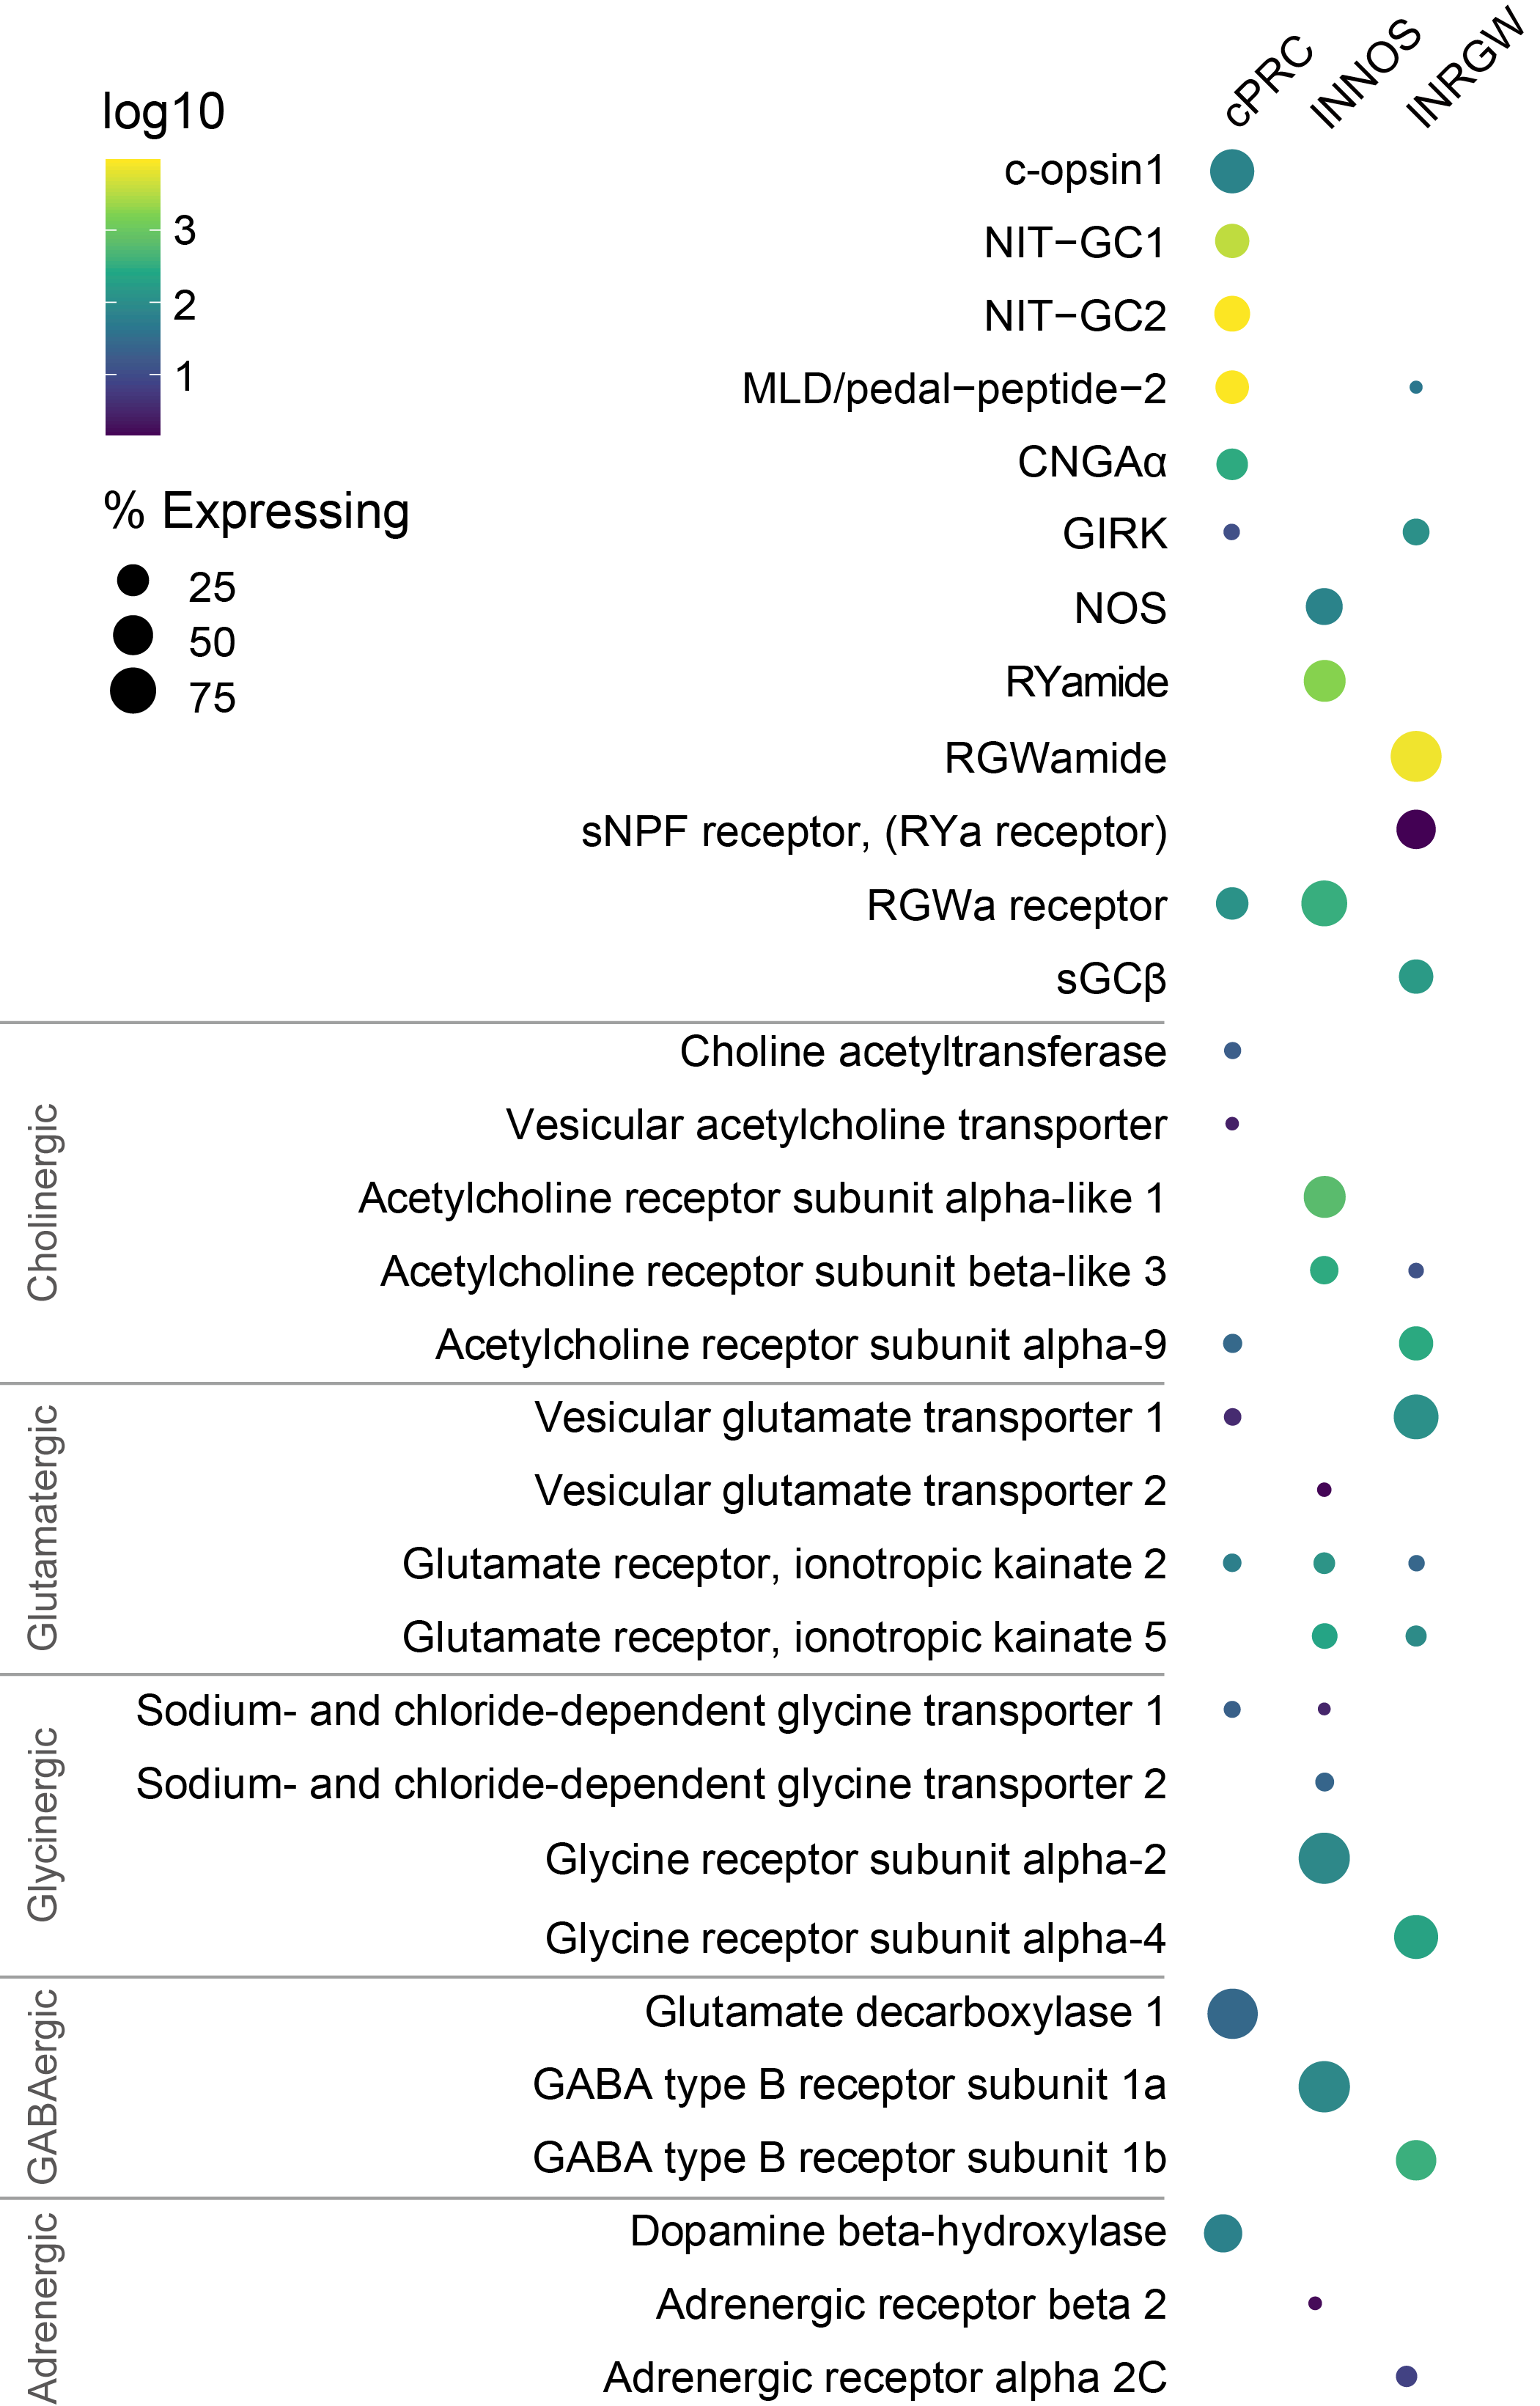 cPRC
INNOS
INRGW
log10
3
2
1
% Expressing
25
50
75
c-opsin1
NIT−GC1
NIT−GC2
MLD/pedal−peptide−2
CNGAα
GIRK
NOS
RYamide
RGWamide
sNPF receptor, (RYa receptor)
RGWa receptor
sGCβ
Cholinergic
Choline acetyltransferase
Vesicular acetylcholine transporter
Acetylcholine receptor subunit alpha-like 1
Acetylcholine receptor subunit beta-like 3
Acetylcholine receptor subunit alpha-9
Glutamatergic
Vesicular glutamate transporter 1
Vesicular glutamate transporter 2
Glutamate receptor, ionotropic kainate 2
Glutamate receptor, ionotropic kainate 5
Glycinergic
Sodium- and chloride-dependent glycine transporter 1
Sodium- and chloride-dependent glycine transporter 2
Glycine receptor subunit alpha-2
Glycine receptor subunit alpha-4
GABAergic
Glutamate decarboxylase 1
GABA type B receptor subunit 1a
GABA type B receptor subunit 1b
Adrenergic
Dopamine beta-hydroxylase
Adrenergic receptor beta 2
Adrenergic receptor alpha 2C